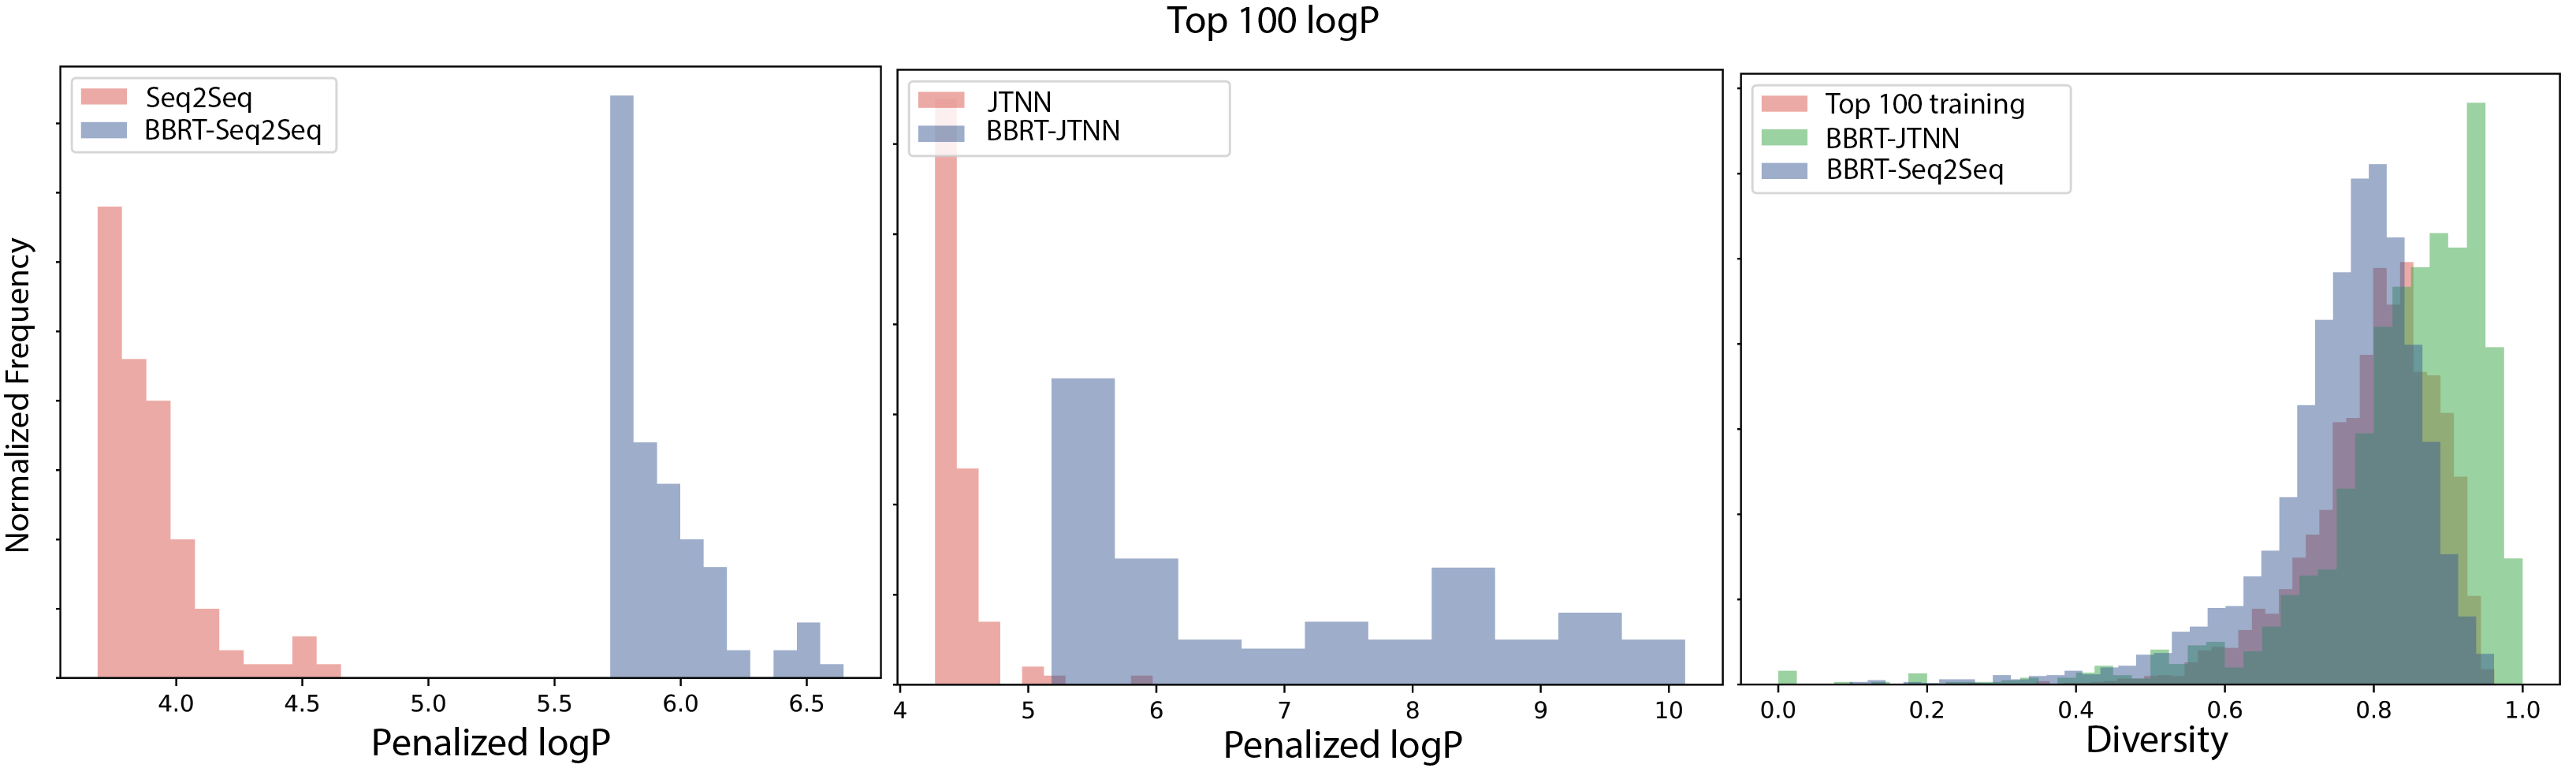 Top 100 logP
Normalized Frequency
Seq2Seq
BBRT-Seq2Seq
4.0 4.5 5.0 5.5 6.0 6.5
Penalized logP
JTNN
BBRT-JTNN
4 5 6 7 8 9 10
Penalized logP
Top 100 training
BBRT-JTNN
BBRT-Seq2Seq
0.0 0.2 0.4 0.6 0.8 1.0
Diversity